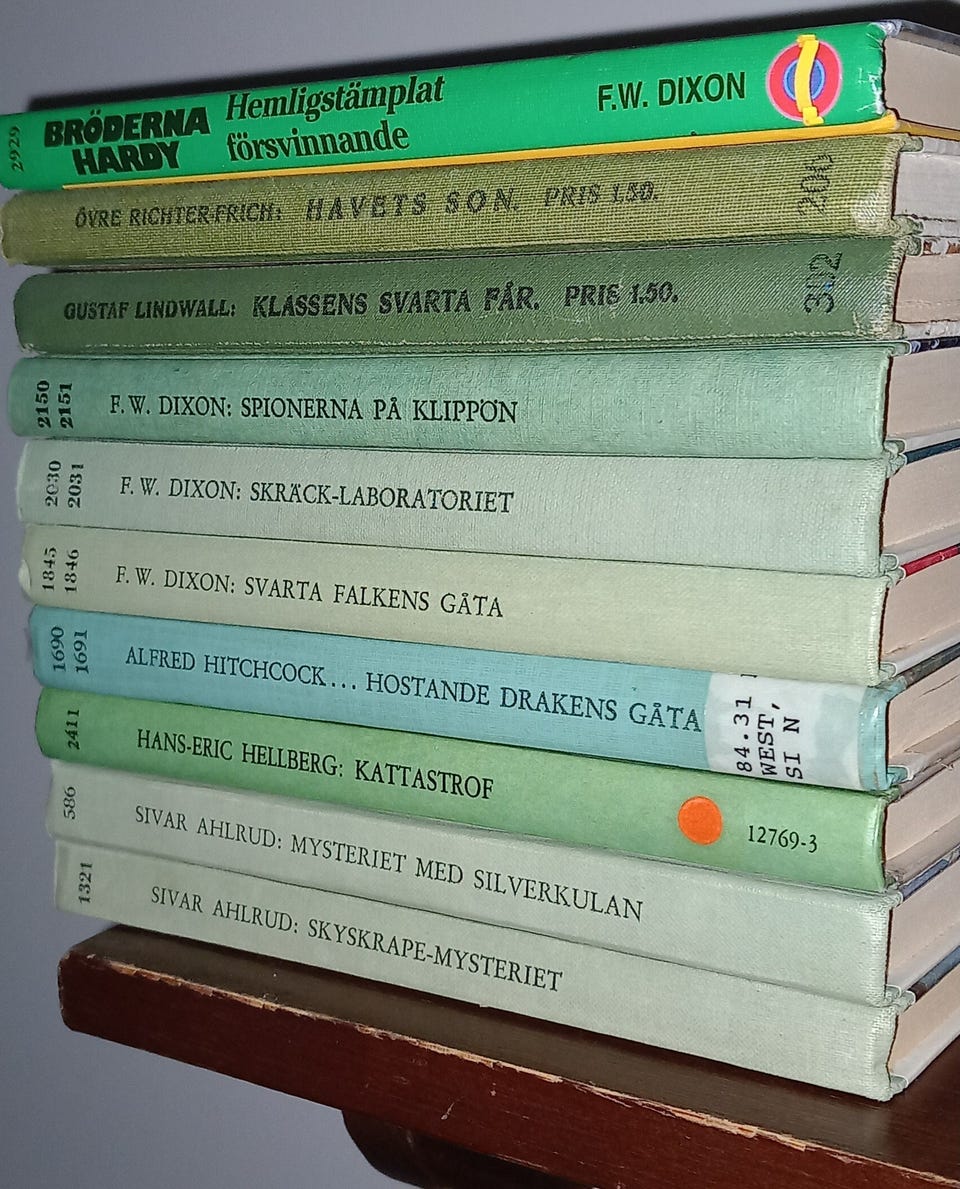 2929
BRÖDERNA
HARDY
Hemligstämplat
försvinnande
F.W. DIXON
ÖVRE RICHTER-FRICH: HAVETS SON. PRIS 1.50.
206
GUSTAF LINDWALL: KLASSENS SVARTA FÅR. PRIS 1.50.
312
2150
2151
F. W. DIXON: SPIONERNA PÅ KLIPPÖN
2030
2031
F. W. DIXON: SKRÄCK-LABORATORIET
1845
1846
F. W. DIXON: SVARTA FALKENS GÅTA
1690
1691
ALFRED HITCHCOCK... HOSTANDE DRAKENS GÅTA
84.31
WEST,
SI N
2411
HANS-ERIC HELLBERG: KATTASTROF
12769-3
586
SIVAR AHLRUD: MYSTERIET MED SILVERKULAN
1321
SIVAR AHLRUD: SKYSKRAPE-MYSTERIET